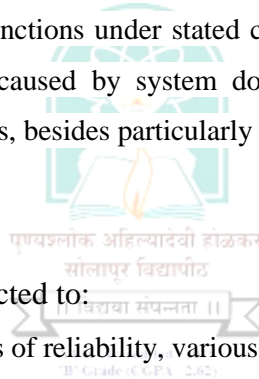 nctions under stated c
caused by system do
s, besides particularly
पुण्यश्लोक अहिल्यादेवी होळकर
सोलापूर विद्यापीठ
cted to:
।। विद्यया संपन्नता ।।
s of reliability, various
'B' Grade (CGPA - 2.62)